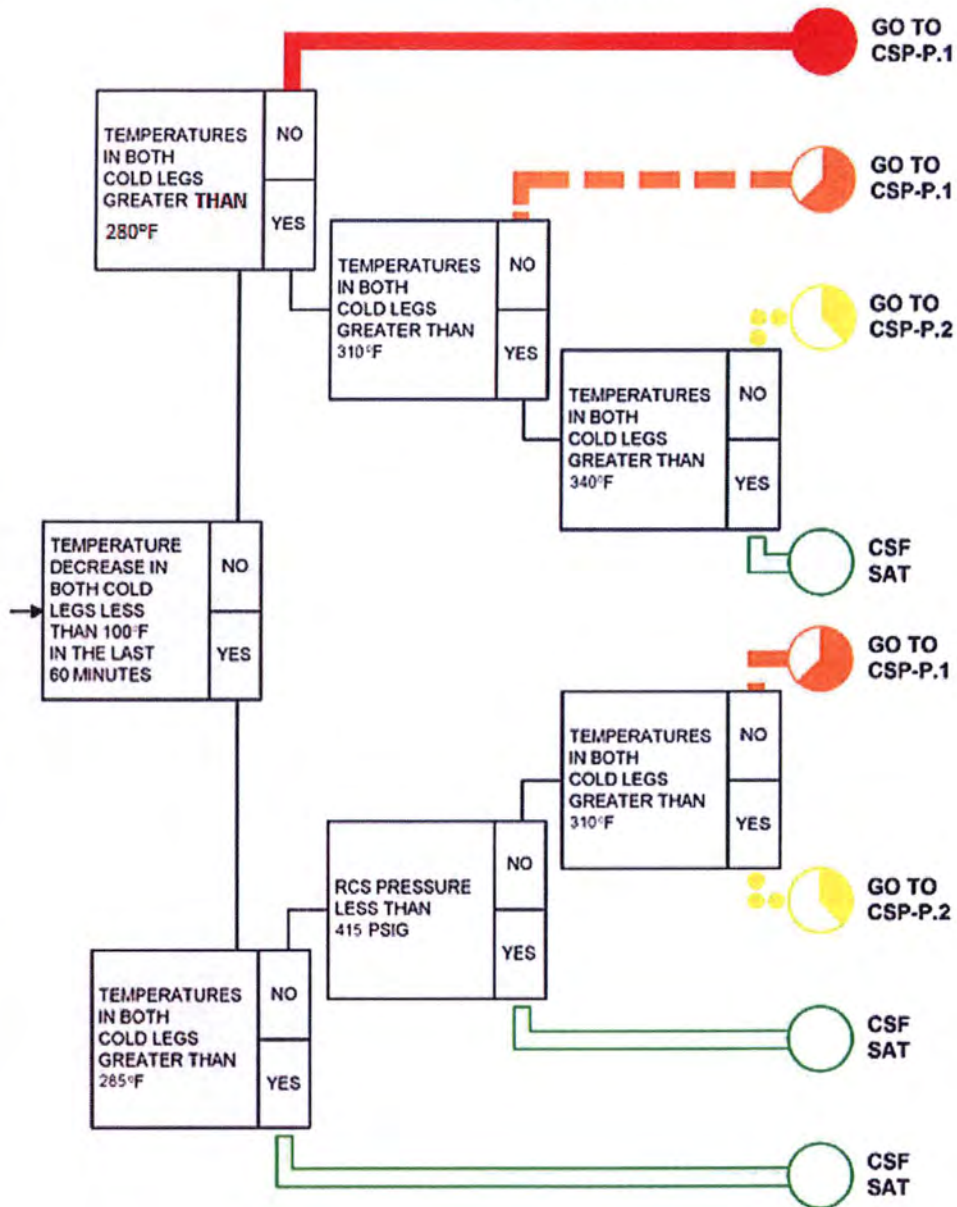 GO TO
CSP-P.1
TEMPERATURES
IN BOTH
COLD LEGS
GREATER THAN
280°F
NO
YES
GO TO
CSP-P.1
TEMPERATURES
IN BOTH
COLD LEGS
GREATER THAN
310°F
NO
YES
GO TO
CSP-P.2
TEMPERATURES
IN BOTH
COLD LEGS
GREATER THAN
340°F
NO
YES
CSF
SAT
TEMPERATURE
DECREASE IN
BOTH COLD
LEGS LESS
THAN 100°F
IN THE LAST
60 MINUTES
NO
YES
GO TO
CSP-P.1
TEMPERATURES
IN BOTH
COLD LEGS
GREATER THAN
310°F
NO
YES
GO TO
CSP-P.2
RCS PRESSURE
LESS THAN
415 PSIG
NO
YES
CSF
SAT
TEMPERATURES
IN BOTH
COLD LEGS
GREATER THAN
285°F
NO
YES
CSF
SAT